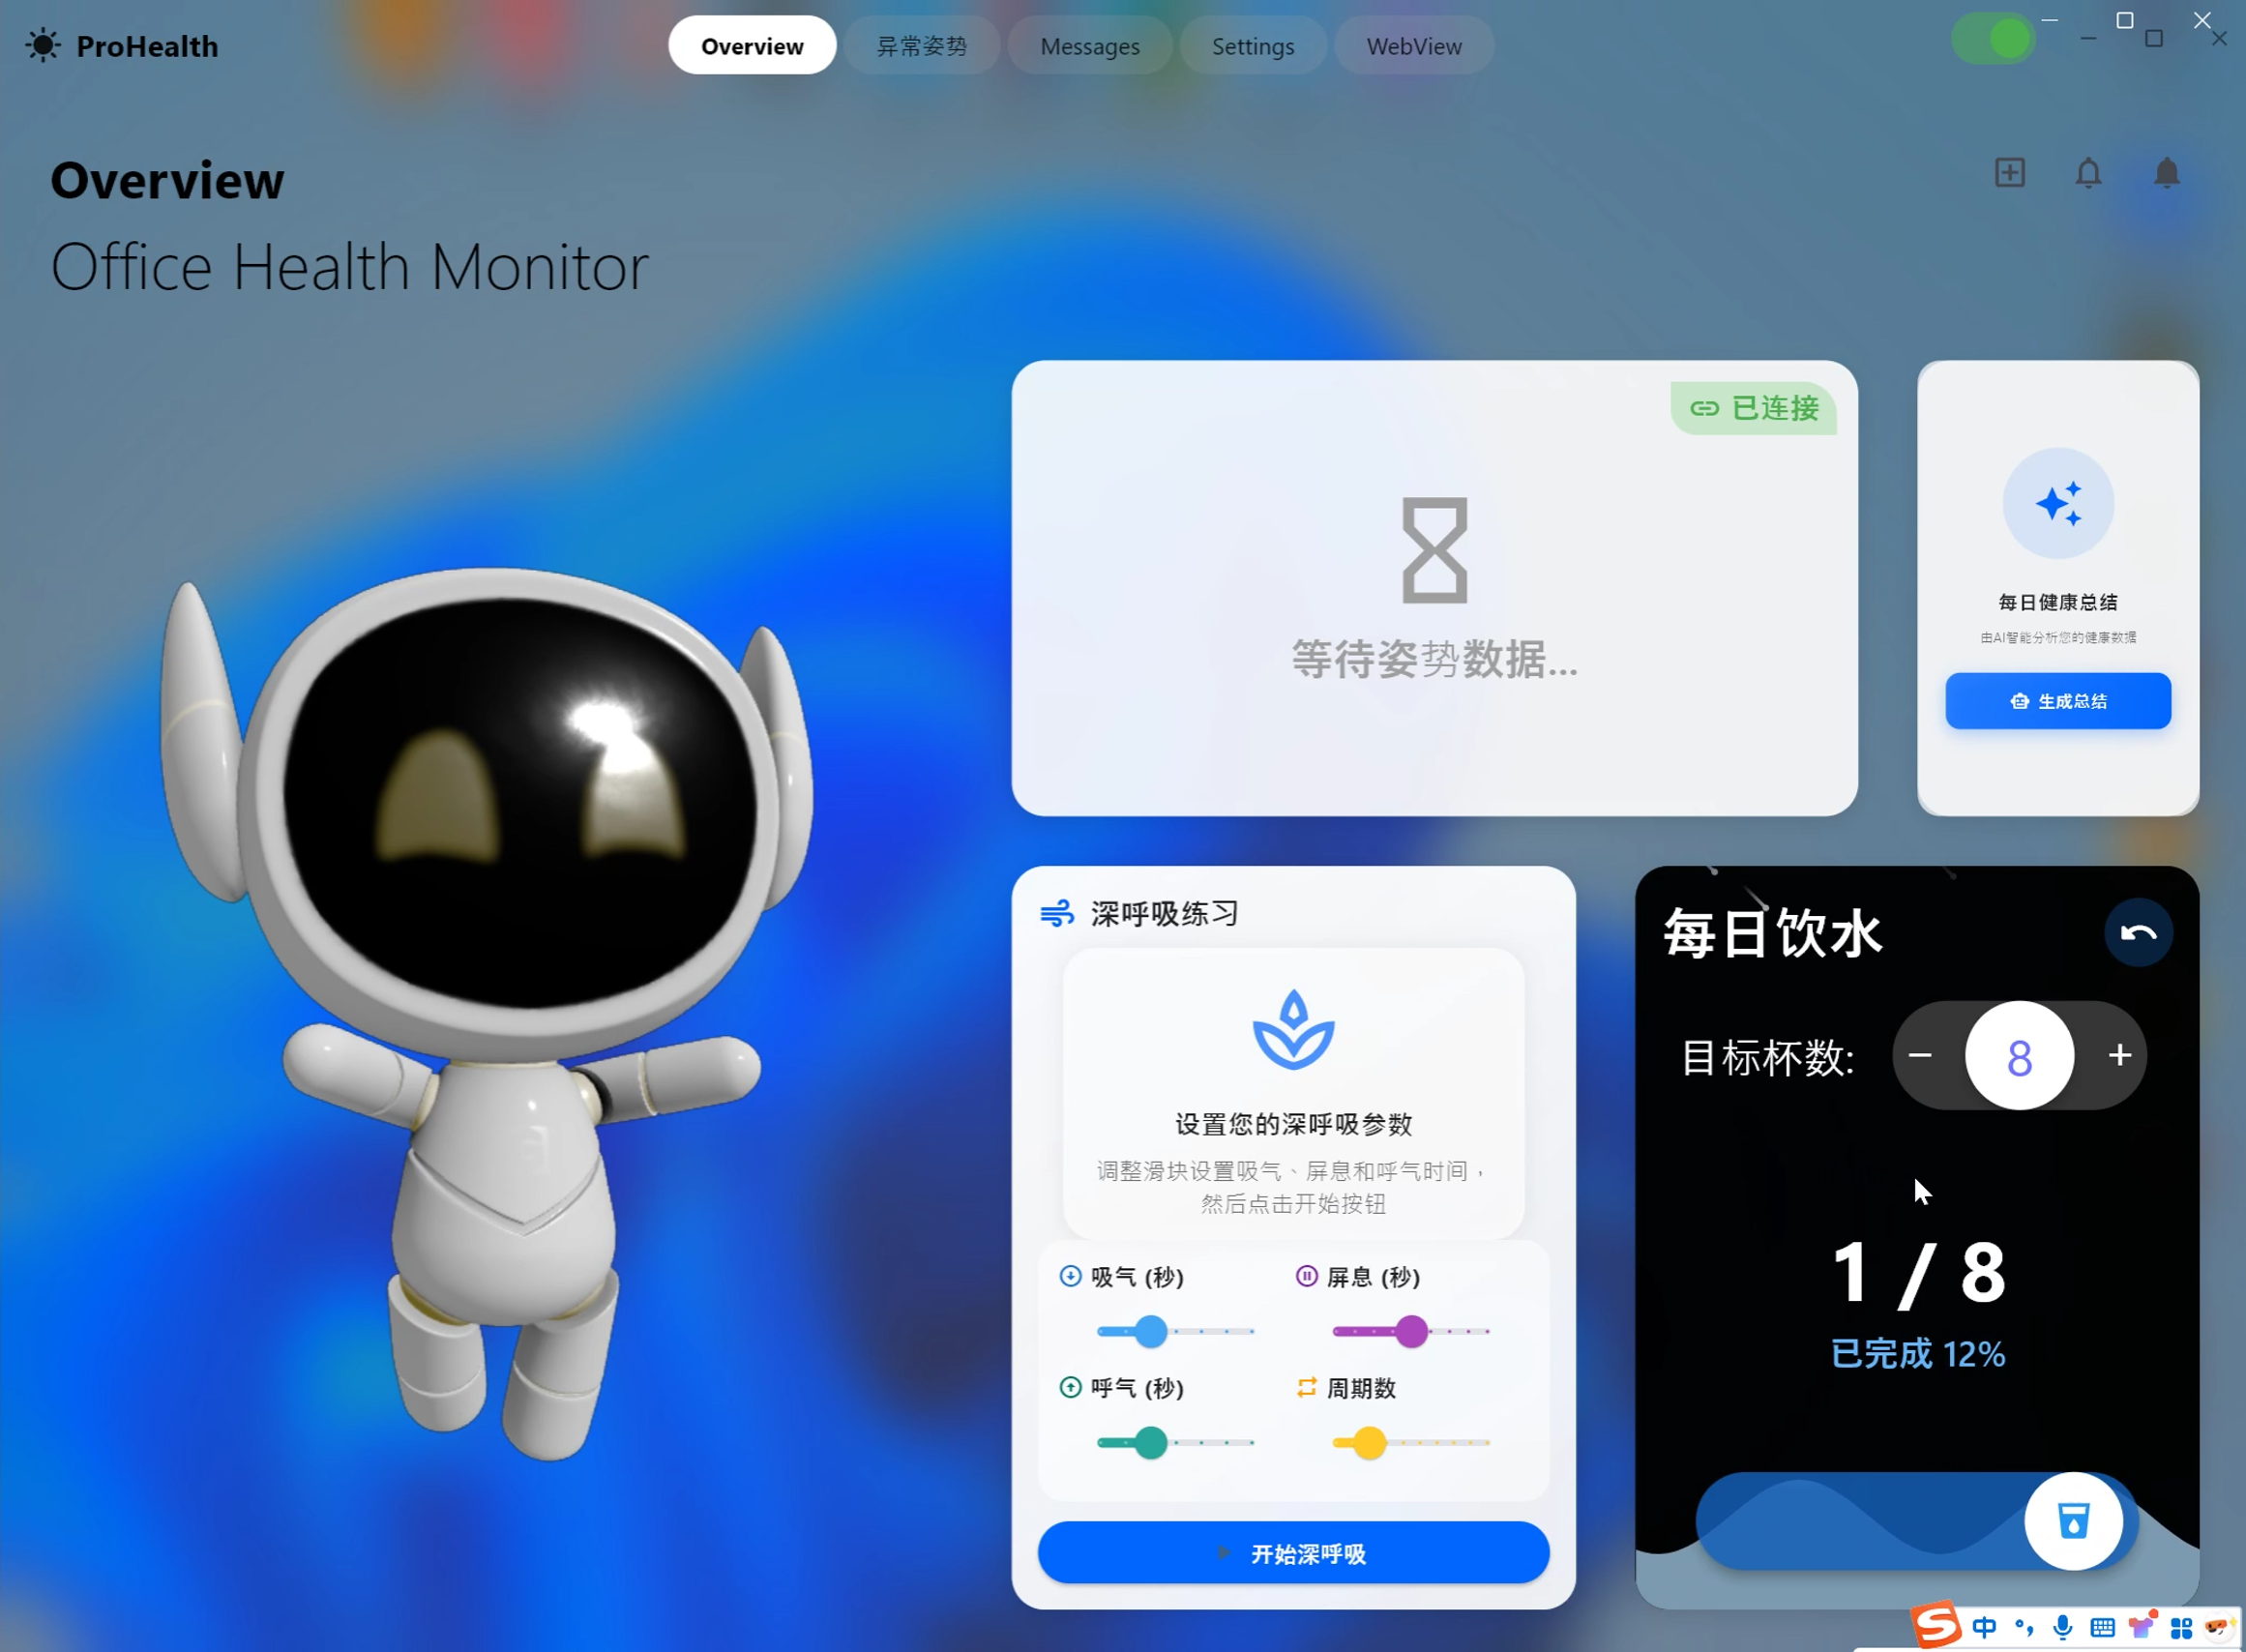 ProHealth
Overview
异常姿势
Messages
Settings
WebView
Overview
Office Health Monitor
已连接
等待姿势数据...
每日健康总结
由AI智能分析您的健康数据
生成总结
深呼吸练习
设置您的深呼吸参数
调整滑块设置吸气、屏息和呼气时间，
然后点击开始按钮
吸气 (秒)
屏息 (秒)
呼气 (秒)
周期数
开始深呼吸
每日饮水
目标杯数:
− 8 +
1 / 8
已完成 12%
S 中